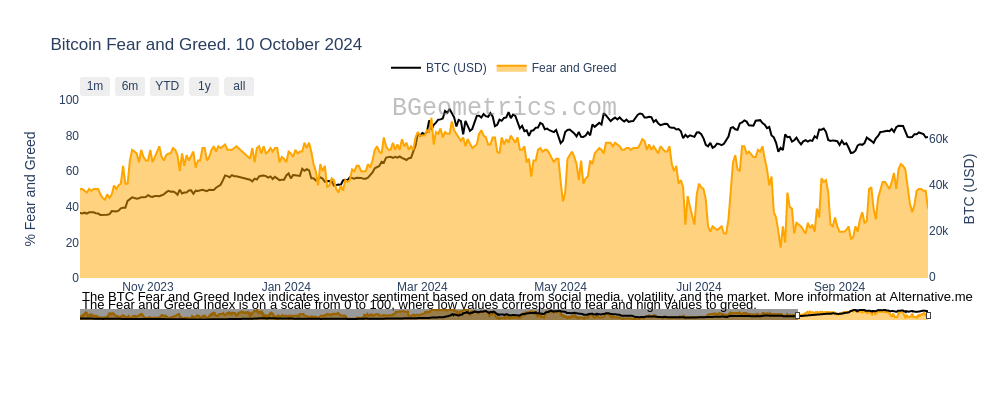 Bitcoin Fear and Greed. 10 October 2024
BTC (USD) Fear and Greed
1m 6m YTD 1y all
BGeometrics.com
100
80
60
40
20
0
% Fear and Greed
60k
40k
20k
0
BTC (USD)
Nov 2023 Jan 2024 Mar 2024 May 2024 Jul 2024 Sep 2024
The BTC Fear and Greed Index indicates investor sentiment based on data from social media, volatility, and the market. More information at Alternative.me
The Fear and Greed Index is on a scale from 0 to 100, where low values correspond to fear and high values to greed.